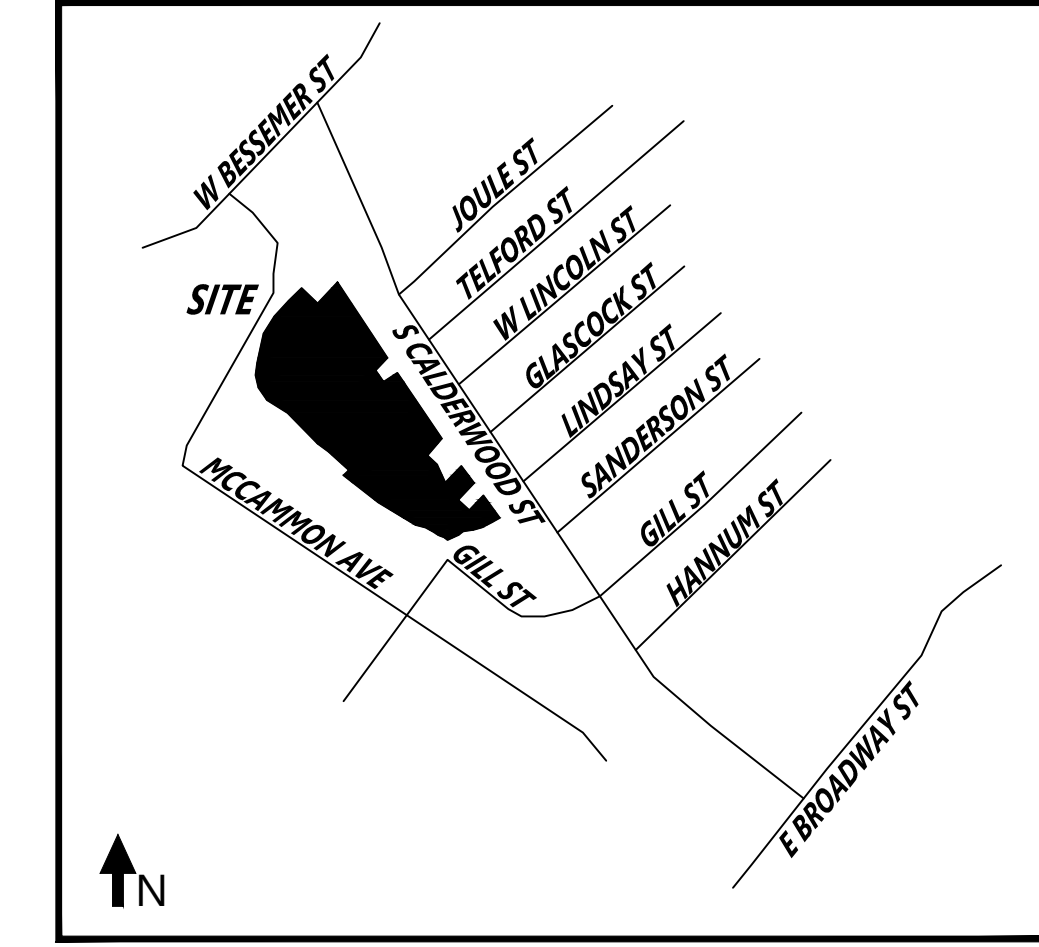 W BESSEMER ST
JOULE ST
TELFORD ST
W LINCOLN ST
SITE
GLASCOCK ST
S CALDERWOOD ST
LINDSAY ST
SANDERSON ST
MCCAMMON AVE
GILL ST
HANNUM ST
GILL ST
E BROADWAY ST
N